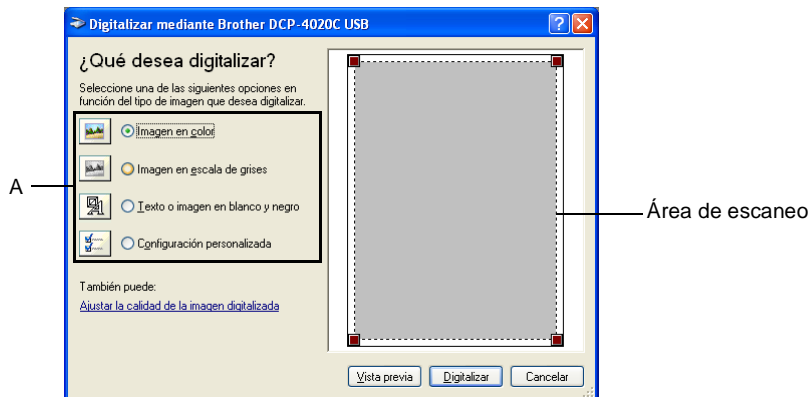 Digitalizar mediante Brother DCP-4020C USB
¿Qué desea digitalizar?
Seleccione una de las siguientes opciones en
función del tipo de imagen que desea digitalizar.
Imagen en color
Imagen en escala de grises
A
Texto o imagen en blanco y negro
Área de escaneo
Configuración personalizada
También puede:
Ajustar la calidad de la imagen digitalizada
Vista previa
Digitalizar
Cancelar